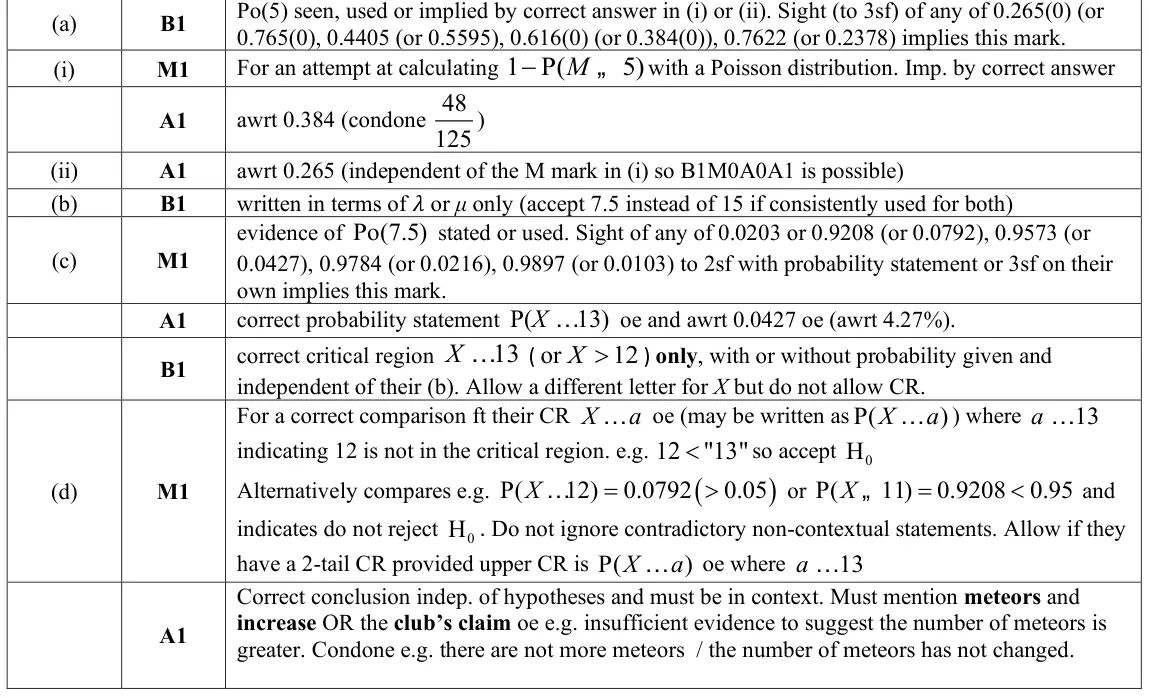 (a) B1 Po(5) seen, used or implied by correct answer in (i) or (ii). Sight (to 3sf) of any of 0.265(0) (or
0.765(0), 0.4405 (or 0.5595), 0.616(0) (or 0.384(0)), 0.7622 (or 0.2378) implies this mark.
(i) M1 For an attempt at calculating 1−P(M „ 5) with a Poisson distribution. Imp. by correct answer
A1 awrt 0.384 (condone 48/125)
(ii) A1 awrt 0.265 (independent of the M mark in (i) so B1M0A0A1 is possible)
(b) B1 written in terms of λ or μ only (accept 7.5 instead of 15 if consistently used for both)
(c) M1 evidence of Po(7.5) stated or used. Sight of any of 0.0203 or 0.9208 (or 0.0792), 0.9573 (or
0.0427), 0.9784 (or 0.0216), 0.9897 (or 0.0103) to 2sf with probability statement or 3sf on their
own implies this mark.
A1 correct probability statement P(X …13) oe and awrt 0.0427 oe (awrt 4.27%).
B1 correct critical region X …13 (or X >12) only, with or without probability given and
independent of their (b). Allow a different letter for X but do not allow CR.
(d) M1 For a correct comparison ft their CR X …a oe (may be written as P(X …a)) where a …13
indicating 12 is not in the critical region. e.g. 12 < "13" so accept H₀
Alternatively compares e.g. P(X …12) = 0.0792 (> 0.05) or P(X „ 11) = 0.9208 < 0.95 and
indicates do not reject H₀. Do not ignore contradictory non-contextual statements. Allow if they
have a 2-tail CR provided upper CR is P(X …a) oe where a …13
A1 Correct conclusion indep. of hypotheses and must be in context. Must mention meteors and
increase OR the club's claim oe e.g. insufficient evidence to suggest the number of meteors is
greater. Condone e.g. there are not more meteors / the number of meteors has not changed.